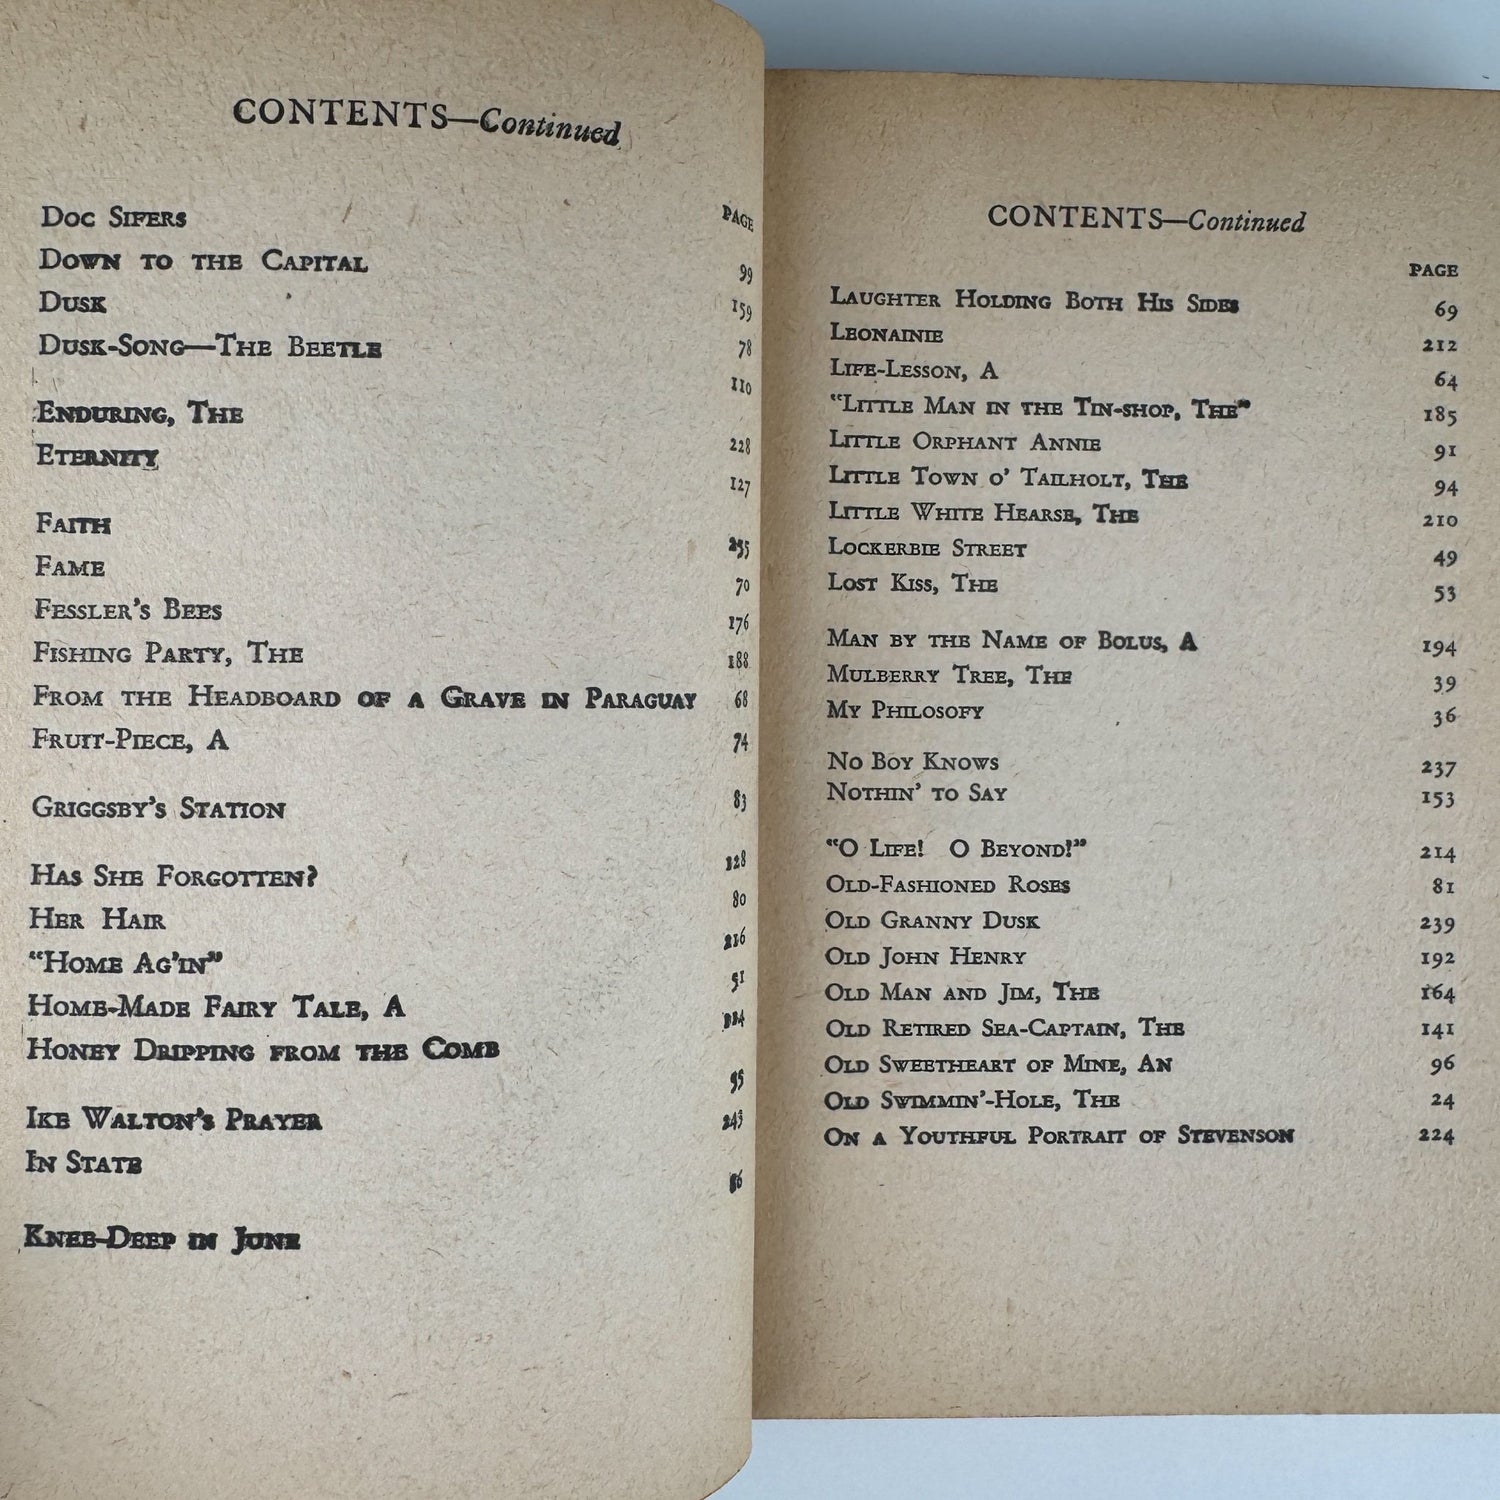 CONTENTS—Continued
PAGE
DOC SIFERS 99
DOWN TO THE CAPITAL 159
DUSK 78
DUSK-SONG—THE BEETLE 110
ENDURING, THE 228
ETERNITY 127
FAITH
FAME 70
FESSLER'S BEES 176
FISHING PARTY, THE 188
FROM THE HEADBOARD OF A GRAVE IN PARAGUAY 68
FRUIT-PIECE, A 74
GRIGGSBY'S STATION 83
HAS SHE FORGOTTEN? 128
HER HAIR 80
"HOME AG'IN" 216
HOME-MADE FAIRY TALE, A 51
HONEY DRIPPING FROM THE COMB
IKE WALTON'S PRAYER
IN STATE 243
KNEE-DEEP IN JUNE
CONTENTS—Continued
PAGE
LAUGHTER HOLDING BOTH HIS SIDES 69
LEONAINIE 212
LIFE-LESSON, A 64
"LITTLE MAN IN THE TIN-SHOP, THE" 185
LITTLE ORPHANT ANNIE 91
LITTLE TOWN O' TAILHOLT, THE 94
LITTLE WHITE HEARSE, THE 210
LOCKERBIE STREET 49
LOST KISS, THE 53
MAN BY THE NAME OF BOLUS, A 194
MULBERRY TREE, THE 39
MY PHILOSOFY 36
NO BOY KNOWS 237
NOTHIN' TO SAY 153
"O LIFE! O BEYOND!" 214
OLD-FASHIONED ROSES 81
OLD GRANNY DUSK 239
OLD JOHN HENRY 192
OLD MAN AND JIM, THE 164
OLD RETIRED SEA-CAPTAIN, THE 141
OLD SWEETHEART OF MINE, AN 96
OLD SWIMMIN'-HOLE, THE 24
ON A YOUTHFUL PORTRAIT OF STEVENSON 224